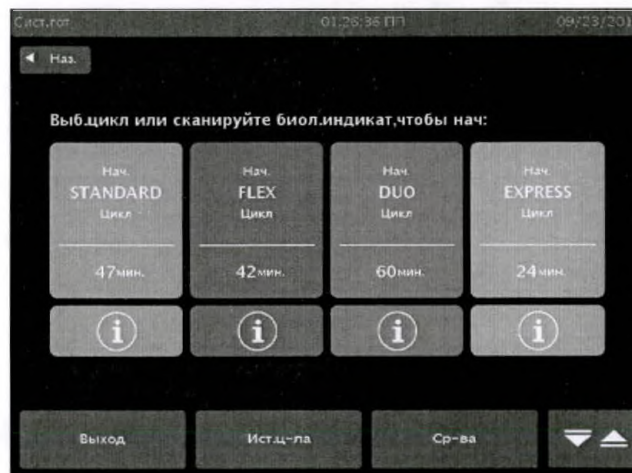 Сист.гот 01:26:36 ПП 09/23/201
Наз.
Выб.цикл или сканируйте биол.индикат,чтобы нач:
Нач. Нач. Нач. Нач.
STANDARD FLEX DUO EXPRESS
Цикл Цикл Цикл Цикл
47мин. 42мин. 60мин. 24мин.
i i i i
Выход Ист.ц-ла Ср-ва